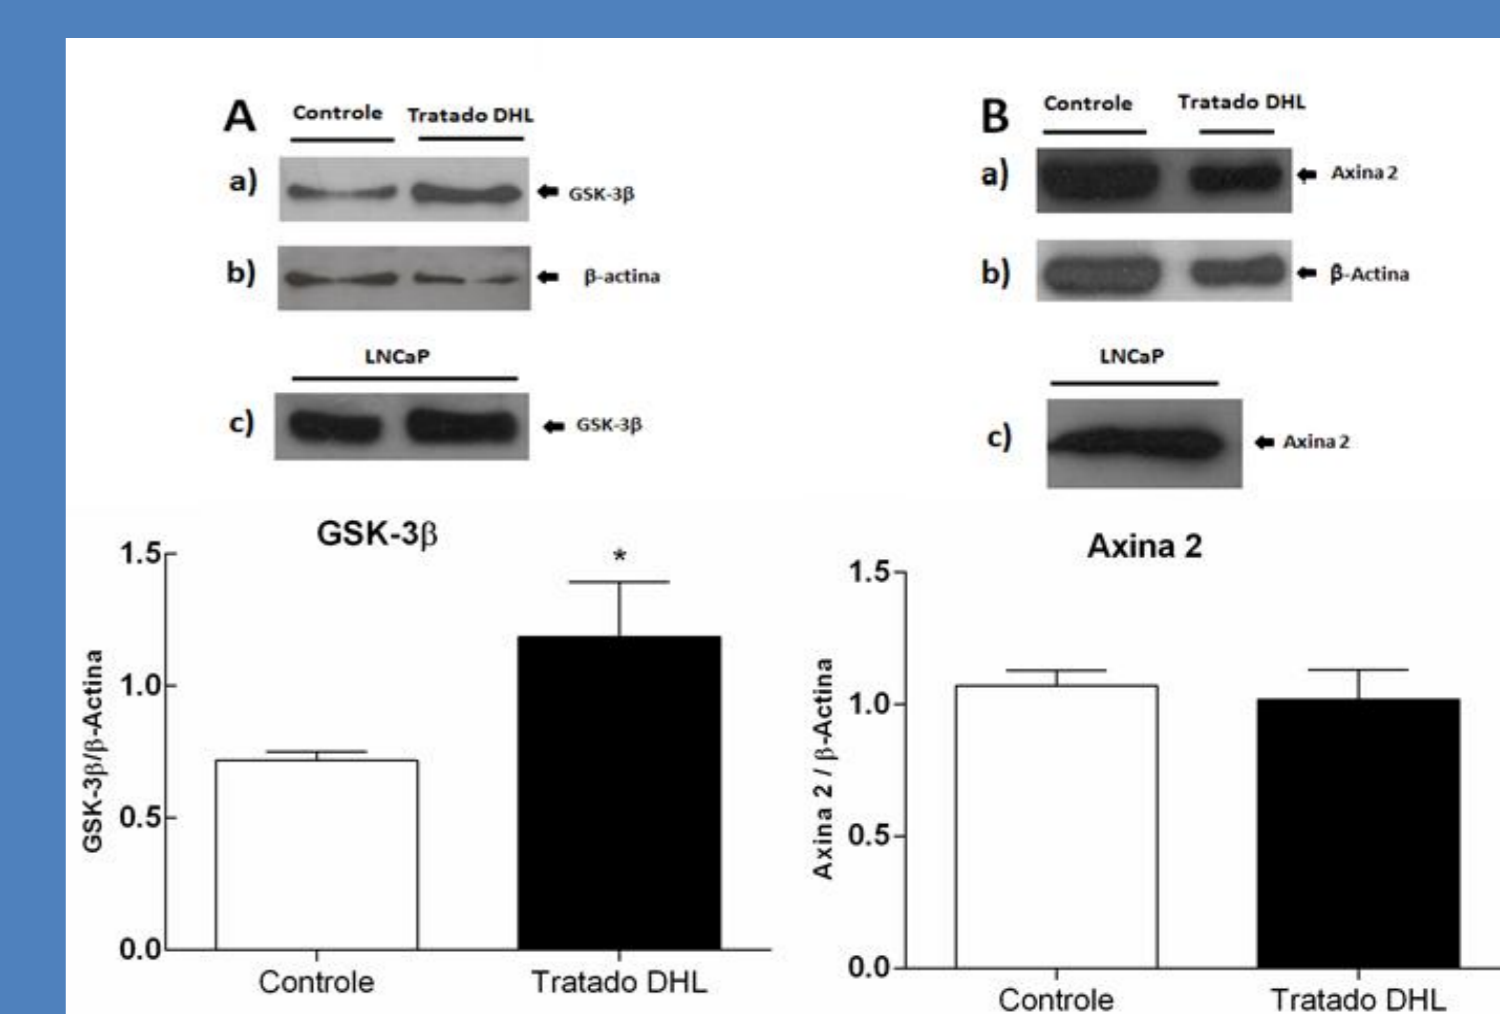 A
Controle Tratado DHL
a)
GSK-3β
b)
β-actina
LNCaP
c)
GSK-3β
B
Controle Tratado DHL
a)
Axina 2
b)
β-Actina
LNCaP
c)
Axina 2
GSK-3β
*
1.5
1.0
0.5
0.0
GSK-3β/β-Actina
Controle Tratado DHL
Axina 2
1.5
1.0
0.5
0.0
Axina 2 / β-Actina
Controle Tratado DHL